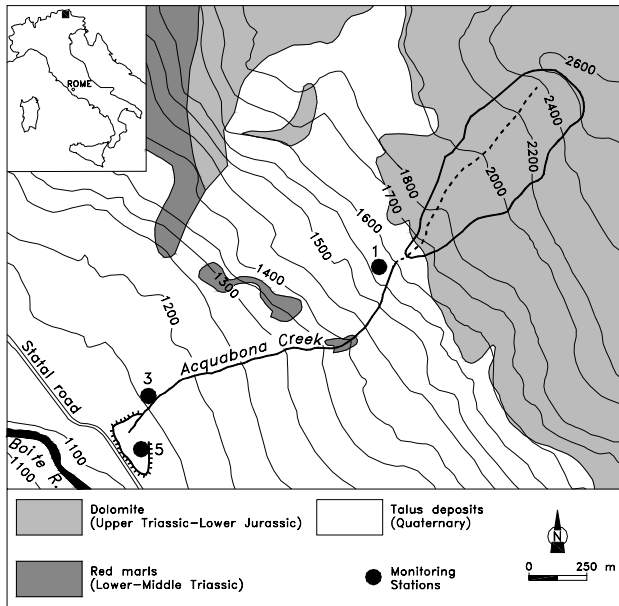 ROME
2600
2400
2200
2000
1800
1700
1600
1500
1
1400
1300
1200
Acquabona Creek
3
Statal road
5
1100
Boite R.
1100
Dolomite
(Upper Triassic-Lower Jurassic)
Talus deposits
(Quaternary)
N
Red marls
(Lower-Middle Triassic)
Monitoring
Stations
0 250 m